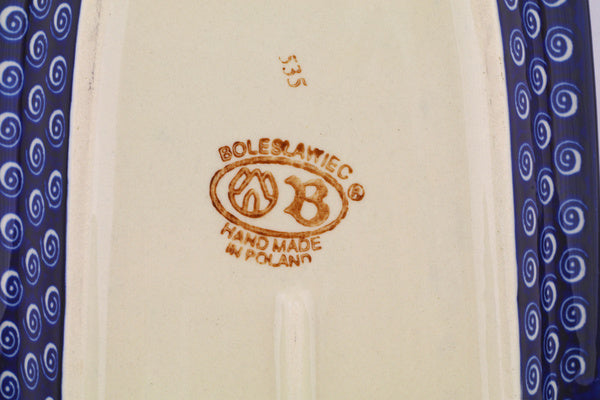 535
BOLESLAWIEC
B ®
HAND MADE
IN POLAND